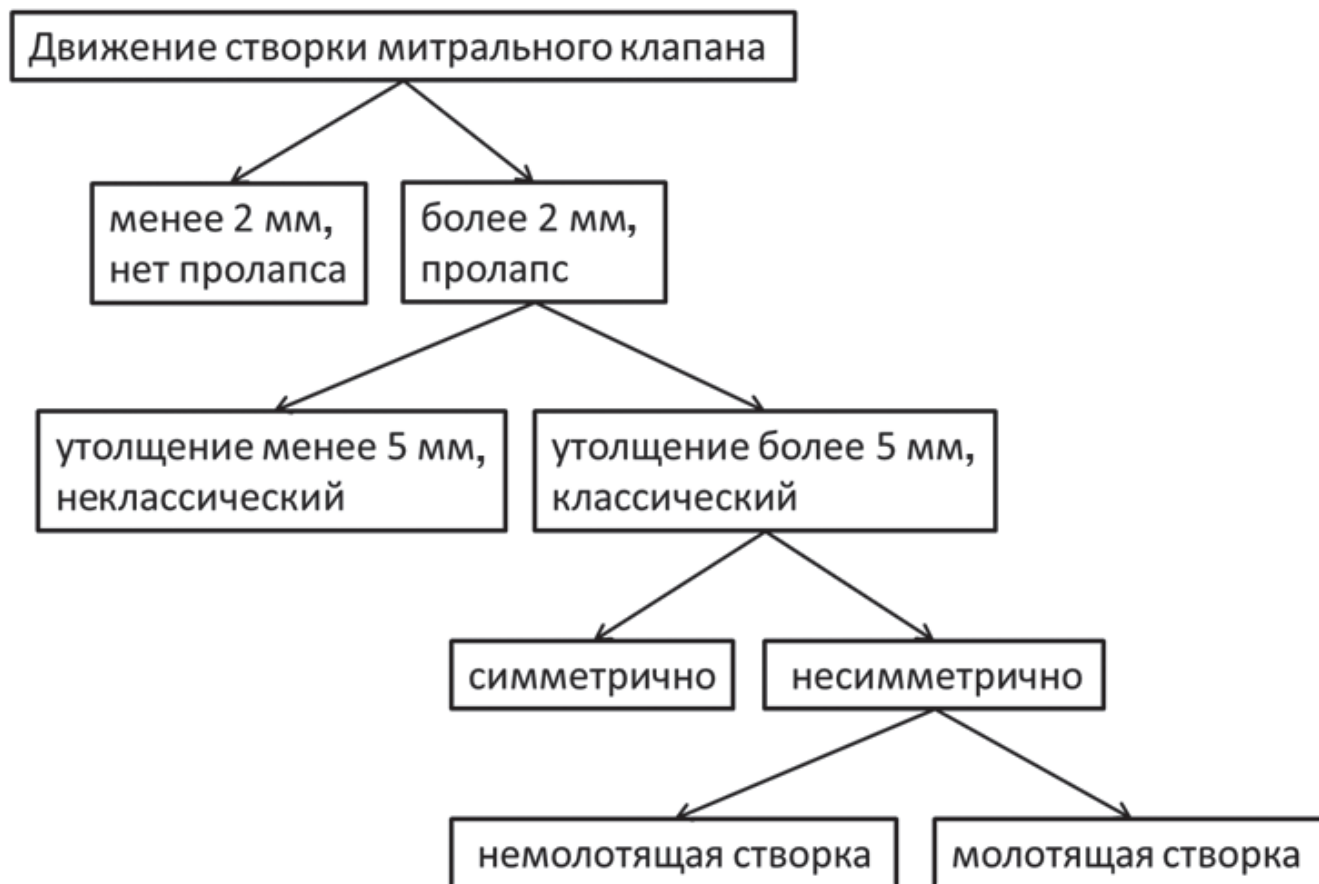 Движение створки митрального клапана
менее 2 мм,
нет пролапса
более 2 мм,
пролапс
утолщение менее 5 мм,
неклассический
утолщение более 5 мм,
классический
симметрично
несимметрично
немолотящая створка
молотящая створка